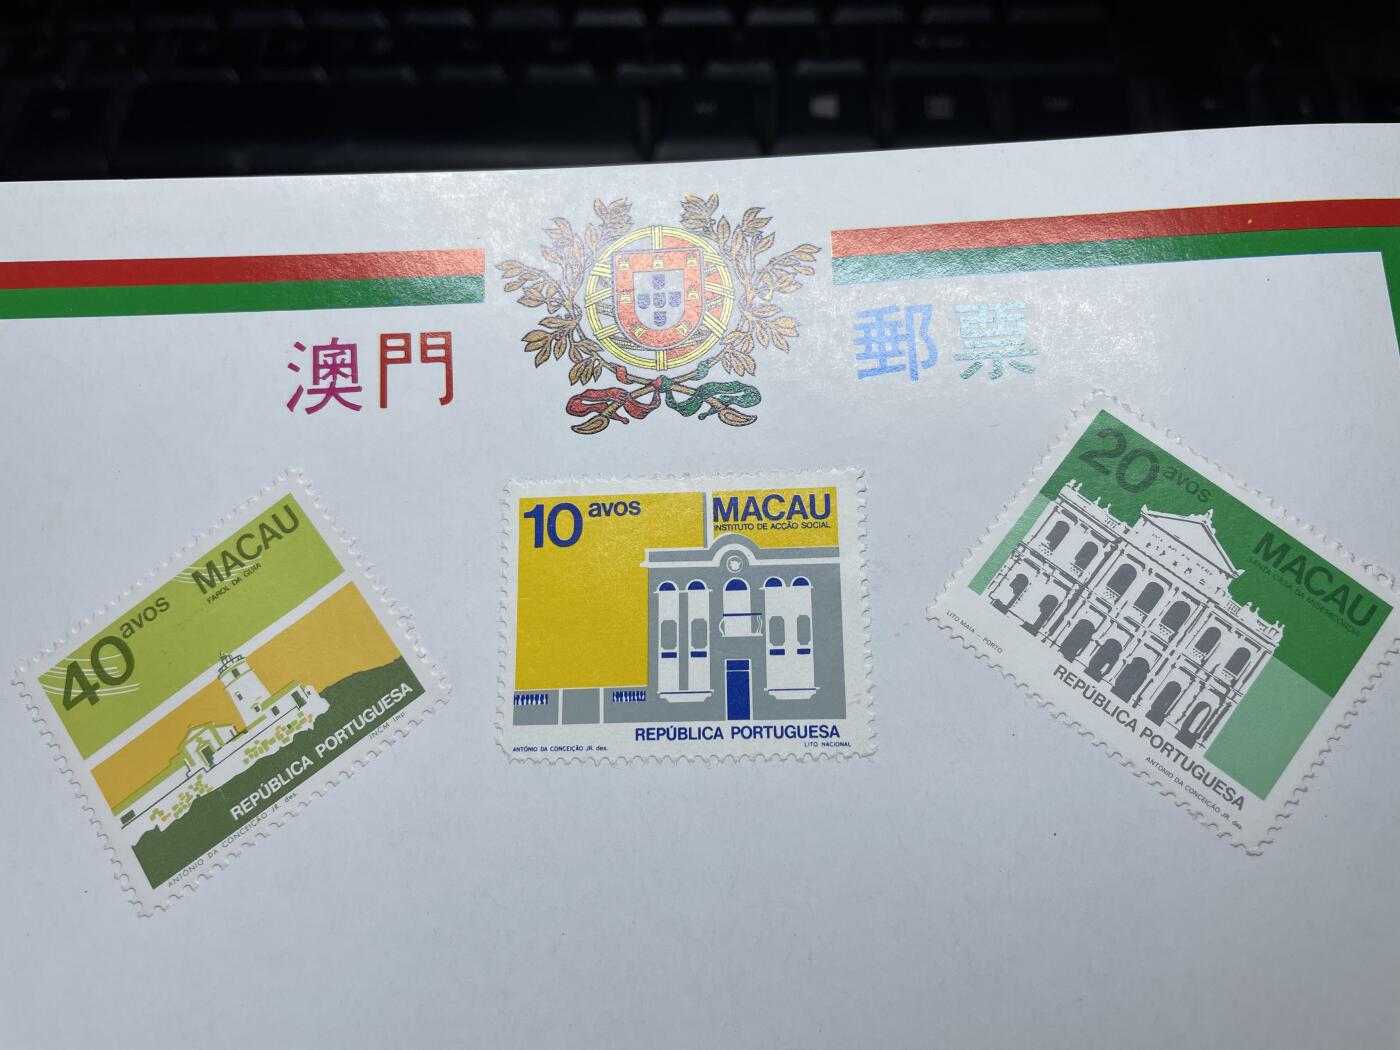 澳門 郵票
40 avos MACAU
FAROL DA GUIA
REPÚBLICA PORTUGUESA
INCM Imp.
ANTÓNIO DA CONCEIÇÃO JR. des.
10 avos MACAU
INSTITUTO DE ACÇÃO SOCIAL
REPÚBLICA PORTUGUESA
ANTÓNIO DA CONCEIÇÃO JR. des. LITO NACIONAL
20 avos MACAU
SANTA CASA DA MISERICÓRDIA
LITO MAIA - PORTO
REPÚBLICA PORTUGUESA
ANTÓNIO DA CONCEIÇÃO JR. des.